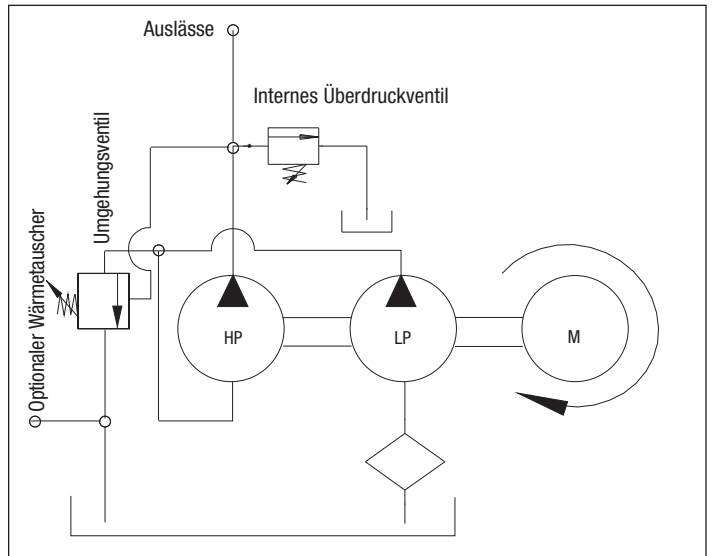 Auslässe
Internes Überdruckventil
Umgehungsventil
Optionaler Wärmetauscher
HP
LP
M